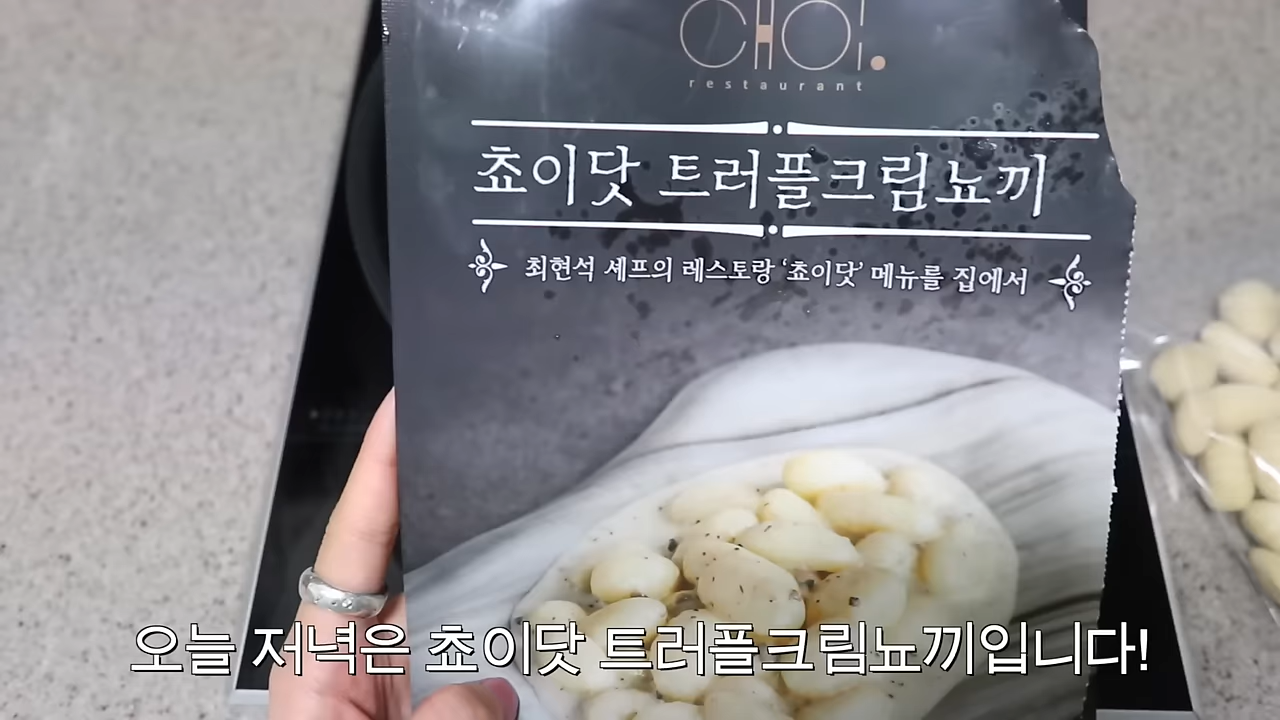 CHOI.
restaurant
쵸이닷 트러플크림뇨끼
최현석 셰프의 레스토랑 '쵸이닷' 메뉴를 집에서
오늘 저녁은 쵸이닷 트러플크림뇨끼입니다!